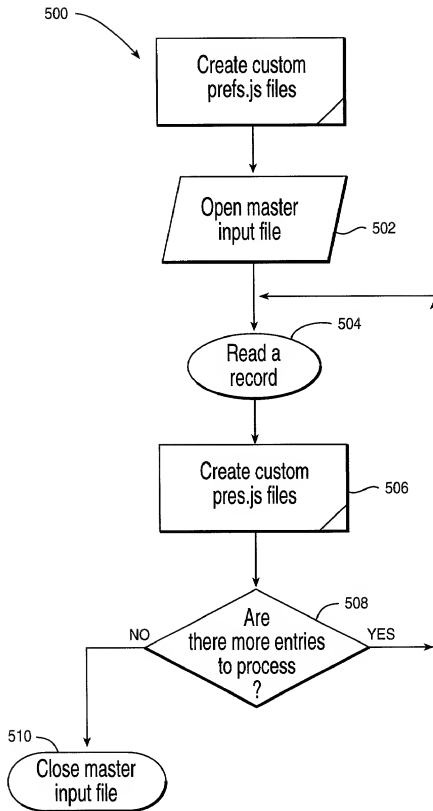 500
Create custom
prefs.js files
Open master
input file
502
504
Read a
record
Create custom
pres.js files
506
508
Are
there more entries
to process
?
NO
YES
510
Close master
input file